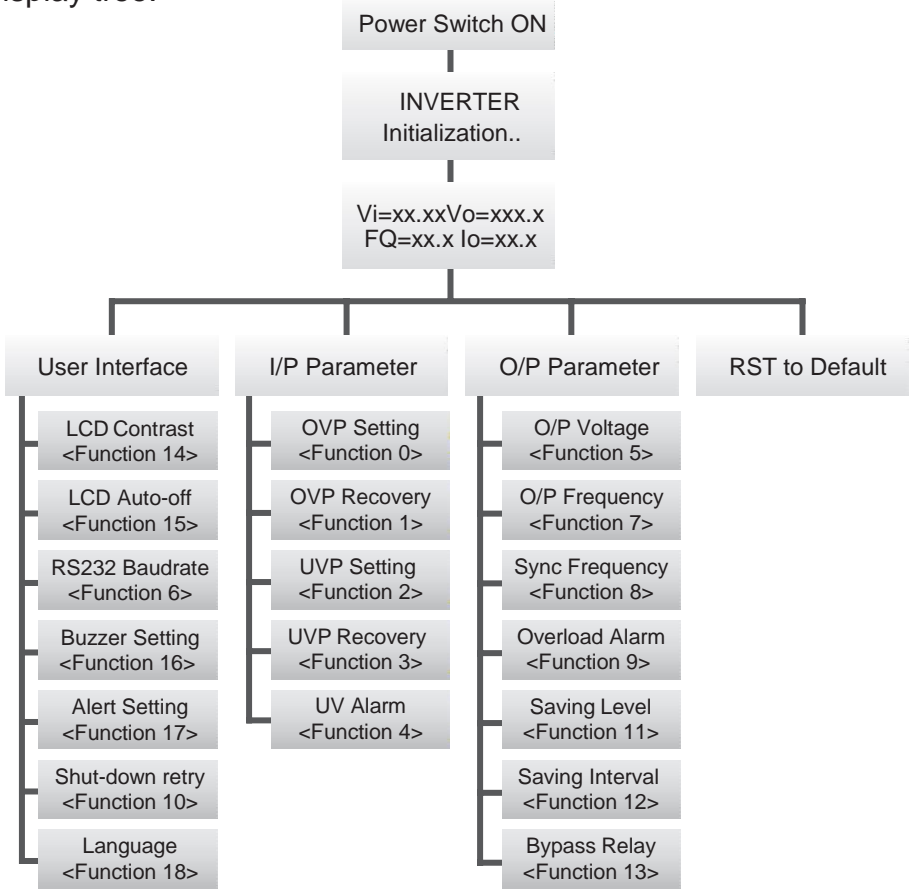 Power Switch ON
INVERTER
Initialization..
Vi=xx.xxVo=xxx.x
FQ=xx.x Io=xx.x
User Interface
LCD Contrast
<Function 14>
LCD Auto-off
<Function 15>
RS232 Baudrate
<Function 6>
Buzzer Setting
<Function 16>
Alert Setting
<Function 17>
Shut-down retry
<Function 10>
Language
<Function 18>
I/P Parameter
OVP Setting
<Function 0>
OVP Recovery
<Function 1>
UVP Setting
<Function 2>
UVP Recovery
<Function 3>
UV Alarm
<Function 4>
O/P Parameter
O/P Voltage
<Function 5>
O/P Frequency
<Function 7>
Sync Frequency
<Function 8>
Overload Alarm
<Function 9>
Saving Level
<Function 11>
Saving Interval
<Function 12>
Bypass Relay
<Function 13>
RST to Default